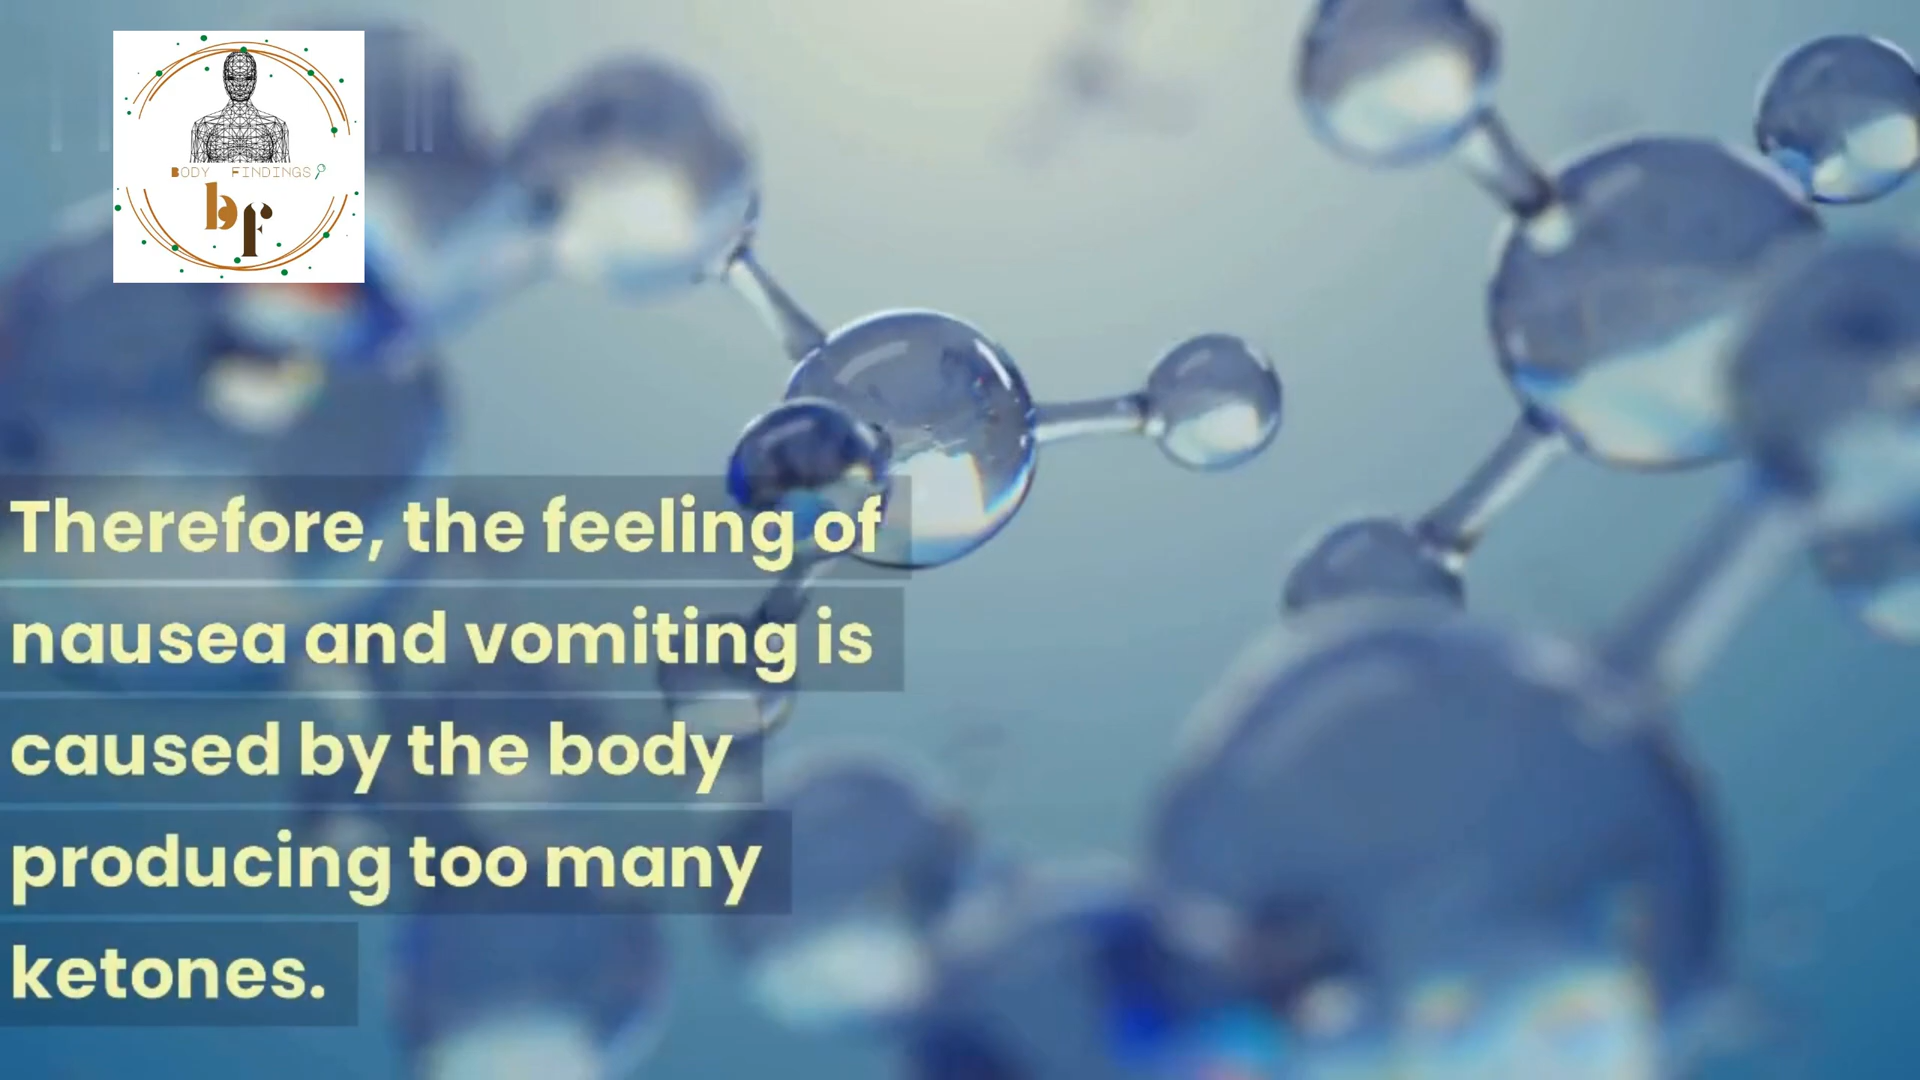 BODY FINDINGS
bf
Therefore, the feeling of
nausea and vomiting is
caused by the body
producing too many
ketones.